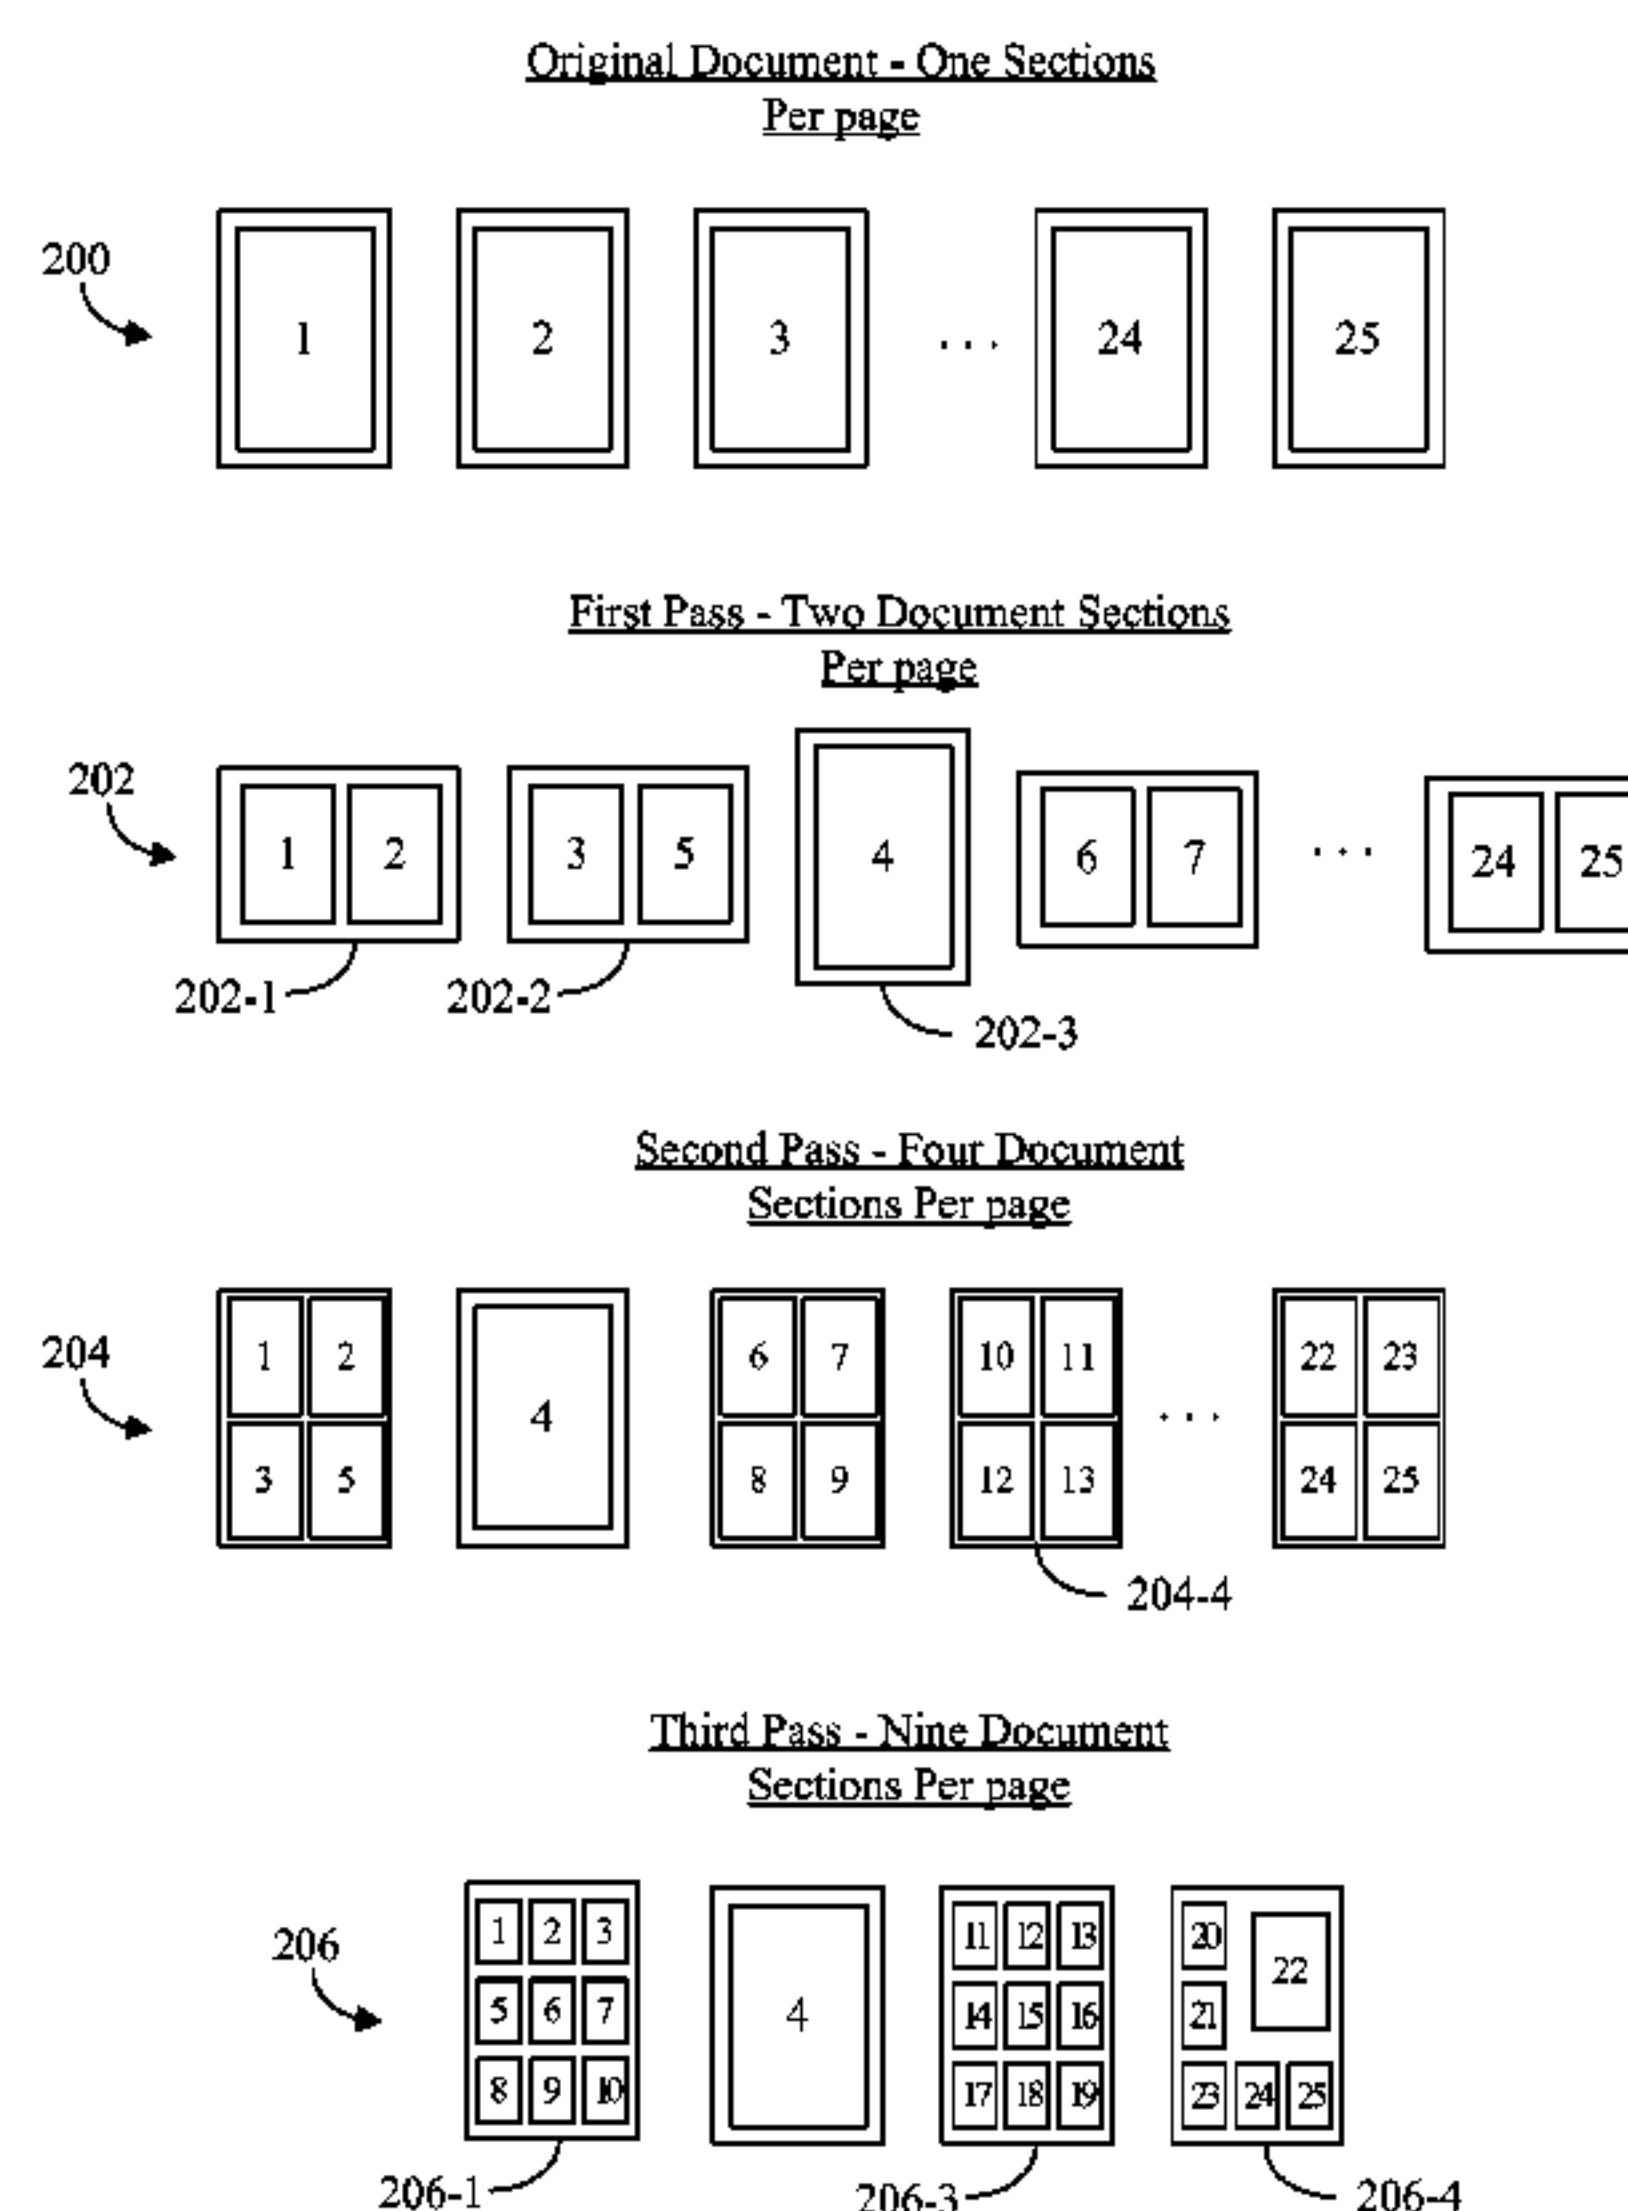 Original Document - One Sections
Per page
200
1 2 3 ... 24 25
First Pass - Two Document Sections
Per page
202
1 2 3 5 4 6 7 ... 24 25
202-1 202-2 202-3
Second Pass - Four Document
Sections Per page
204
1 2 6 7 10 11 22 23
4 ...
3 5 8 9 12 13 24 25
204-4
Third Pass - Nine Document
Sections Per page
206
1 2 3 11 12 13 20 22
5 6 7 4 14 15 16 21
8 9 10 17 18 19 23 24 25
206-1 206-3 206-4